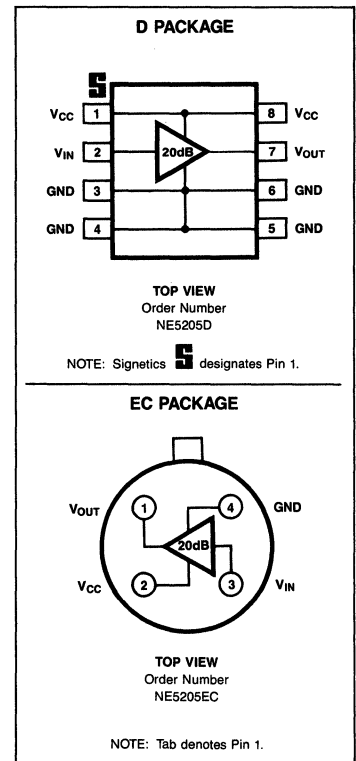 D PACKAGE
S
VCC 1 8 VCC
VIN 2 20dB 7 VOUT
GND 3 6 GND
GND 4 5 GND
TOP VIEW
Order Number
NE5205D
NOTE: Signetics S designates Pin 1.
EC PACKAGE
VOUT 1 4 GND
20dB
VCC 2 3 VIN
TOP VIEW
Order Number
NE5205EC
NOTE: Tab denotes Pin 1.